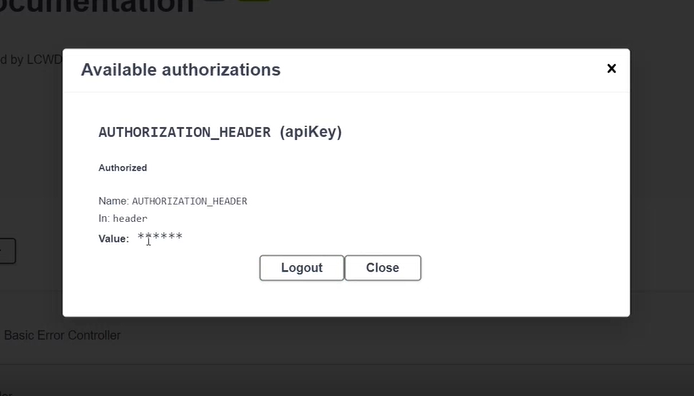 ocumentation
d by LCWD
Available authorizations
×
AUTHORIZATION_HEADER (apiKey)
Authorized
Name: AUTHORIZATION_HEADER
In: header
Value: ******
Logout
Close
Basic Error Controller